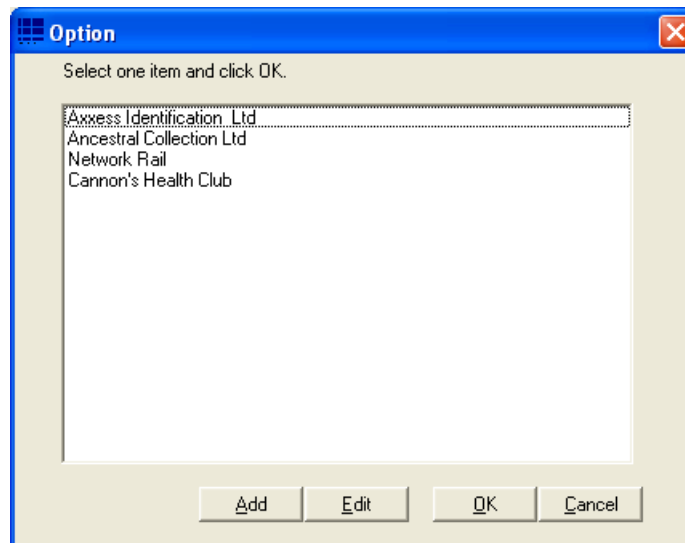 Option
Select one item and click OK.
Axxess Identification  Ltd
Ancestral Collection Ltd
Network Rail
Cannon's Health Club
Add Edit OK Cancel